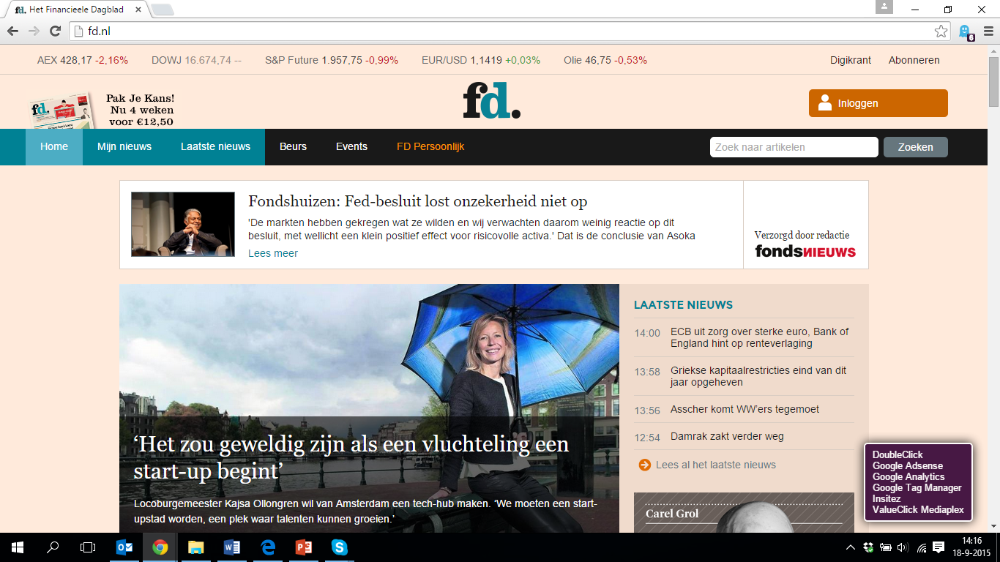 fd. Het Financieele Dagblad
fd.nl
6
AEX 428,17 -2,16% DOWJ 16.674,74 -- S&P Future 1.957,75 -0,99% EUR/USD 1,1419 +0,03% Olie 46,75 -0,53% Digikrant Abonneren
fd.
Pak Je Kans!
Nu 4 weken
voor €12,50
fd.
Inloggen
Home Mijn nieuws Laatste nieuws Beurs Events FD Persoonlijk Zoek naar artikelen Zoeken
Fondshuizen: Fed-besluit lost onzekerheid niet op
'De markten hebben gekregen wat ze wilden en wij verwachten daarom weinig reactie op dit
besluit, met wellicht een klein positief effect voor risicovolle activa.' Dat is de conclusie van Asoka
Lees meer
Verzorgd door redactie
fondsNIEUWS
‘Het zou geweldig zijn als een vluchteling een
start-up begint’
Locoburgemeester Kajsa Ollongren wil van Amsterdam een tech-hub maken. ‘We moeten een start-
upstad worden, een plek waar talenten kunnen groeien.’
LAATSTE NIEUWS
14:00 ECB uit zorg over sterke euro, Bank of
England hint op renteverlaging
13:58 Griekse kapitaalrestricties eind van dit
jaar opgeheven
13:56 Asscher komt WW'ers tegemoet
12:54 Damrak zakt verder weg
Lees al het laatste nieuws
Carel Grol
DoubleClick
Google Adsense
Google Analytics
Google Tag Manager
Insitez
ValueClick Mediaplex
14:16
18-9-2015